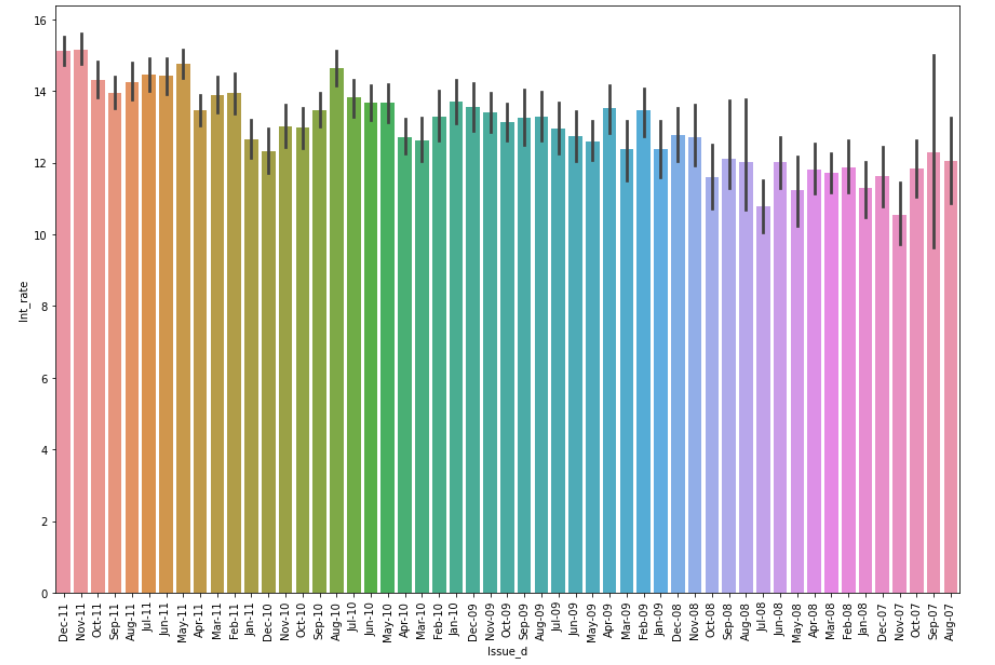 16
14
12
10
8
6
4
2
0
Int_rate
Dec-11
Nov-11
Oct-11
Sep-11
Aug-11
Jul-11
Jun-11
May-11
Apr-11
Mar-11
Feb-11
Jan-11
Dec-10
Nov-10
Oct-10
Sep-10
Aug-10
Jul-10
Jun-10
May-10
Apr-10
Mar-10
Feb-10
Jan-10
Dec-09
Nov-09
Oct-09
Sep-09
Aug-09
Jul-09
Jun-09
May-09
Apr-09
Mar-09
Feb-09
Jan-09
Dec-08
Nov-08
Oct-08
Sep-08
Aug-08
Jul-08
Jun-08
May-08
Apr-08
Mar-08
Feb-08
Jan-08
Dec-07
Nov-07
Oct-07
Sep-07
Aug-07
Issue_d